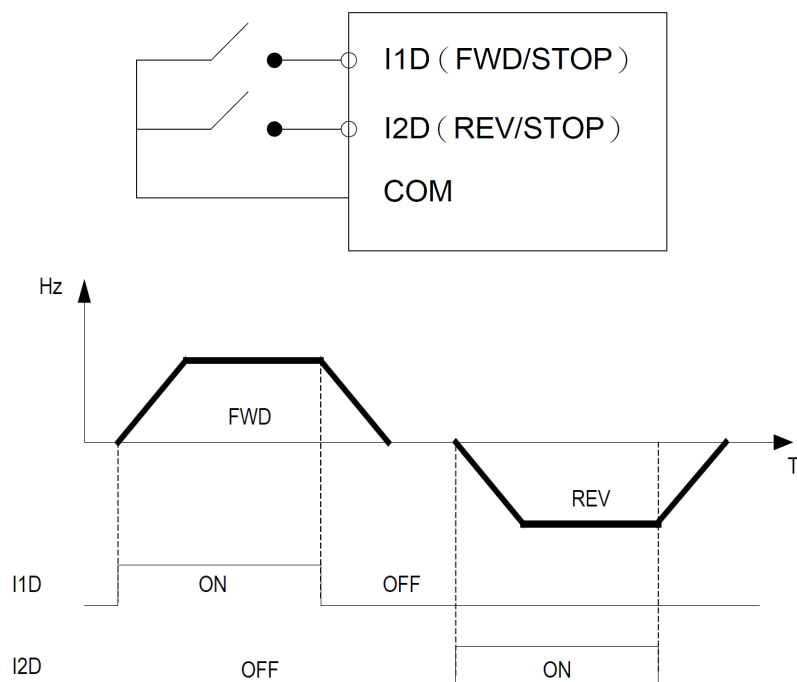 I1D（FWD/STOP）
I2D（REV/STOP）
COM
Hz
FWD
T
REV
I1D ON OFF
I2D OFF ON